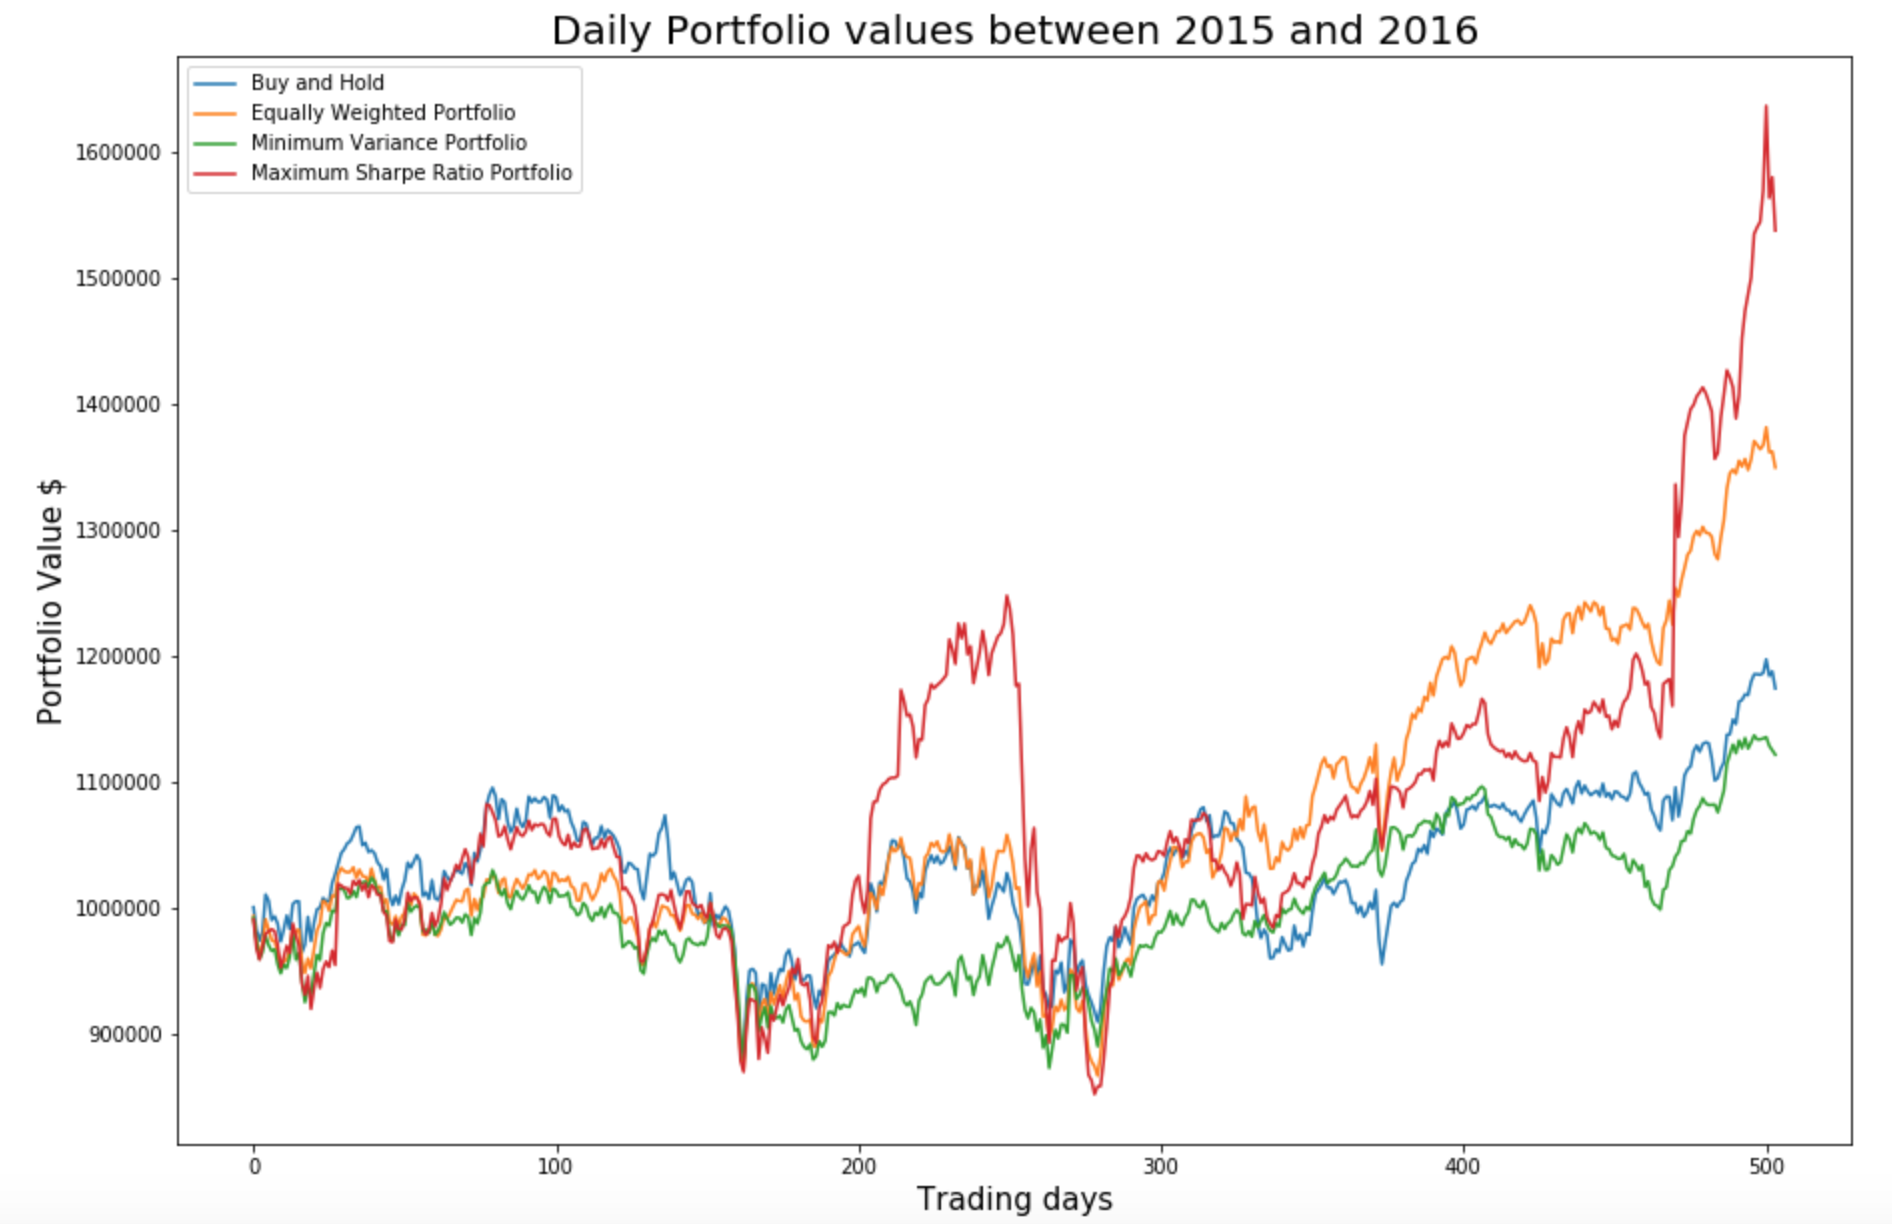 Daily Portfolio values between 2015 and 2016
Buy and Hold
Equally Weighted Portfolio
Minimum Variance Portfolio
Maximum Sharpe Ratio Portfolio
Portfolio Value $
1600000
1500000
1400000
1300000
1200000
1100000
1000000
900000
0 100 200 300 400 500
Trading days